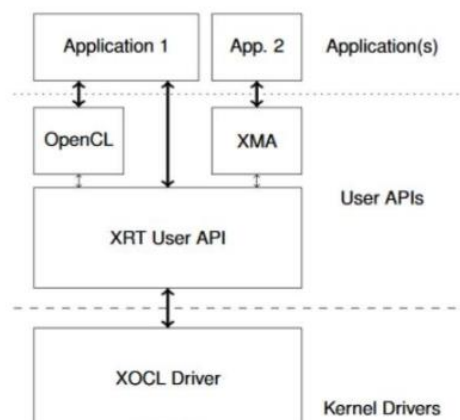 Application 1
App. 2
Application(s)
OpenCL
XMA
User APIs
XRT User API
XOCL Driver
Kernel Drivers